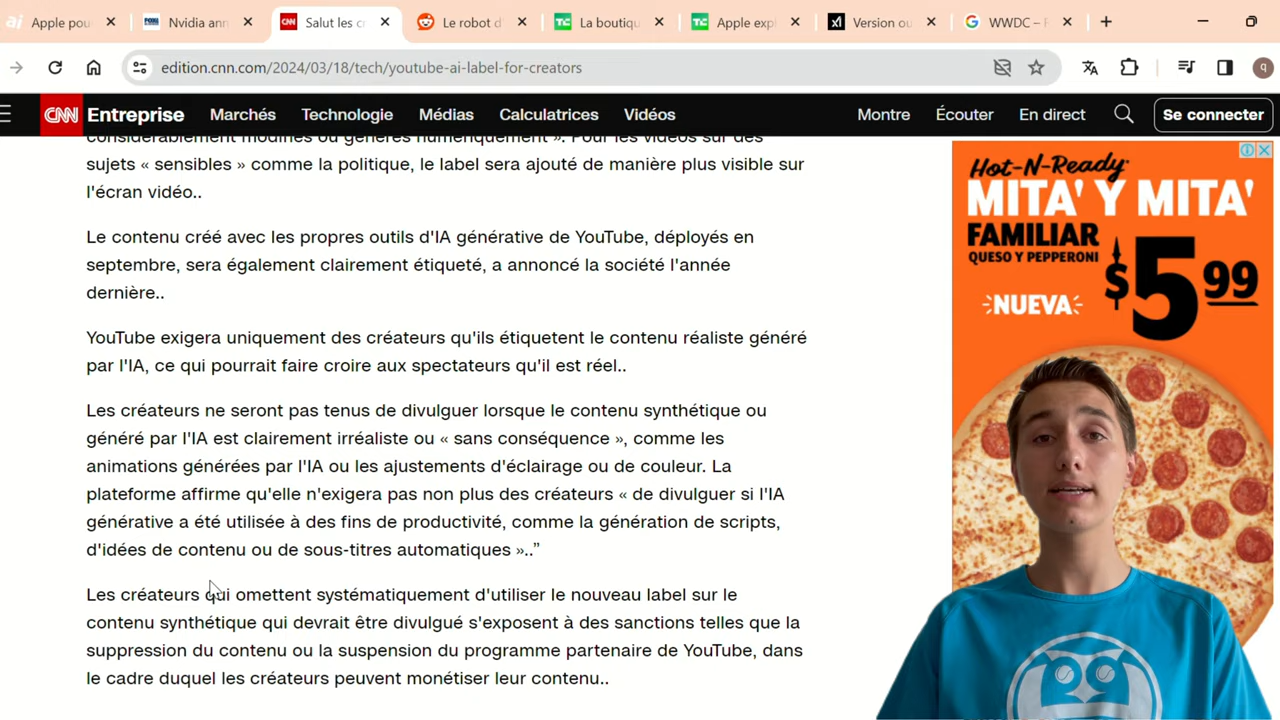 Apple pou
Nvidia ann
Salut les cr
Le robot d
La boutiqu
Apple exp
Version ou
WWDC – F
edition.cnn.com/2024/03/18/tech/youtube-ai-label-for-creators
CNN Entreprise Marchés Technologie Médias Calculatrices Vidéos Montre Écouter En direct Se connecter
considérablement modifiés ou générés numériquement ». Pour les vidéos sur des
sujets « sensibles » comme la politique, le label sera ajouté de manière plus visible sur
l'écran vidéo..
Le contenu créé avec les propres outils d'IA générative de YouTube, déployés en
septembre, sera également clairement étiqueté, a annoncé la société l'année
dernière..
YouTube exigera uniquement des créateurs qu'ils étiquetent le contenu réaliste généré
par l'IA, ce qui pourrait faire croire aux spectateurs qu'il est réel..
Les créateurs ne seront pas tenus de divulguer lorsque le contenu synthétique ou
généré par l'IA est clairement irréaliste ou « sans conséquence », comme les
animations générées par l'IA ou les ajustements d'éclairage ou de couleur. La
plateforme affirme qu'elle n'exigera pas non plus des créateurs « de divulguer si l'IA
générative a été utilisée à des fins de productivité, comme la génération de scripts,
d'idées de contenu ou de sous-titres automatiques »..”
Les créateurs qui omettent systématiquement d'utiliser le nouveau label sur le
contenu synthétique qui devrait être divulgué s'exposent à des sanctions telles que la
suppression du contenu ou la suspension du programme partenaire de YouTube, dans
le cadre duquel les créateurs peuvent monétiser leur contenu..
Hot-N-Ready
MITA' Y MITA'
FAMILIAR
QUESO Y PEPPERONI
$5.99
NUEVA